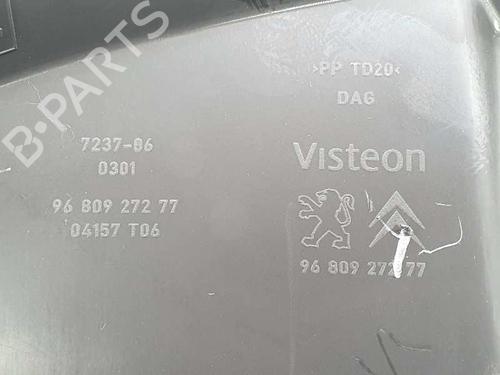 >PP TD20<
DAG
7237-06
0301
Visteon
96 809 272 77
04157 T06
96 809 272 77
B-PARTS